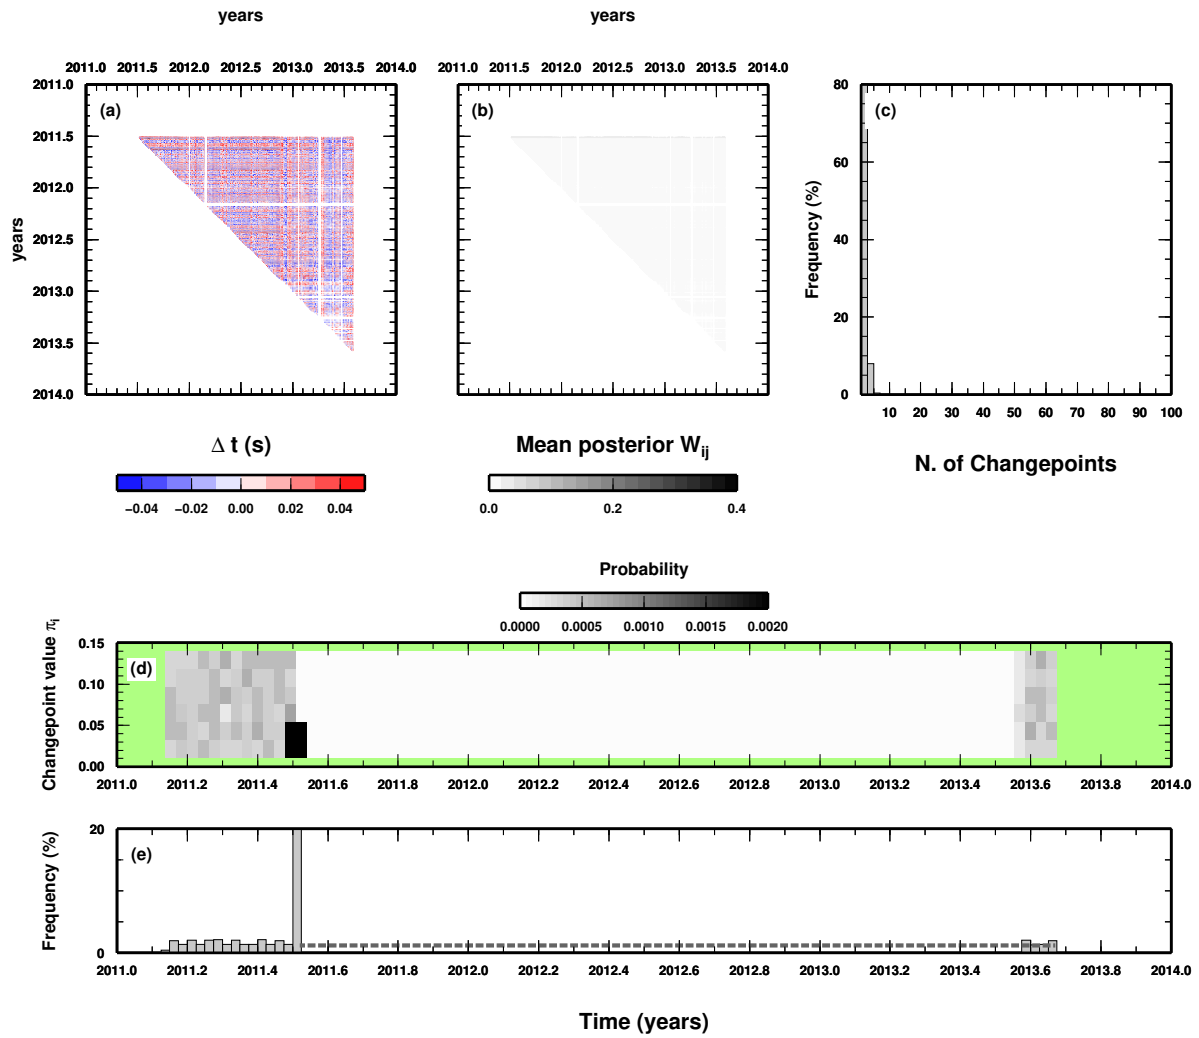 years
years
2011.0 2011.5 2012.0 2012.5 2013.0 2013.5 2014.0
2011.0 2011.5 2012.0 2012.5 2013.0 2013.5 2014.0
2011.0
2011.5
2012.0
2012.5
2013.0
2013.5
2014.0
years
(a)
(b)
(c)
80
60
40
20
0
Frequency (%)
10 20 30 40 50 60 70 80 90 100
N. of Changepoints
Δ t (s)
−0.04 −0.02 0.00 0.02 0.04
Mean posterior Wij
0.0 0.2 0.4
Probability
0.0000 0.0005 0.0010 0.0015 0.0020
Changepoint value πi
0.15
0.10
0.05
0.00
(d)
2011.0 2011.2 2011.4 2011.6 2011.8 2012.0 2012.2 2012.4 2012.6 2012.8 2013.0 2013.2 2013.4 2013.6 2013.8 2014.0
Frequency (%)
20
10
0
(e)
2011.0 2011.2 2011.4 2011.6 2011.8 2012.0 2012.2 2012.4 2012.6 2012.8 2013.0 2013.2 2013.4 2013.6 2013.8 2014.0
Time (years)